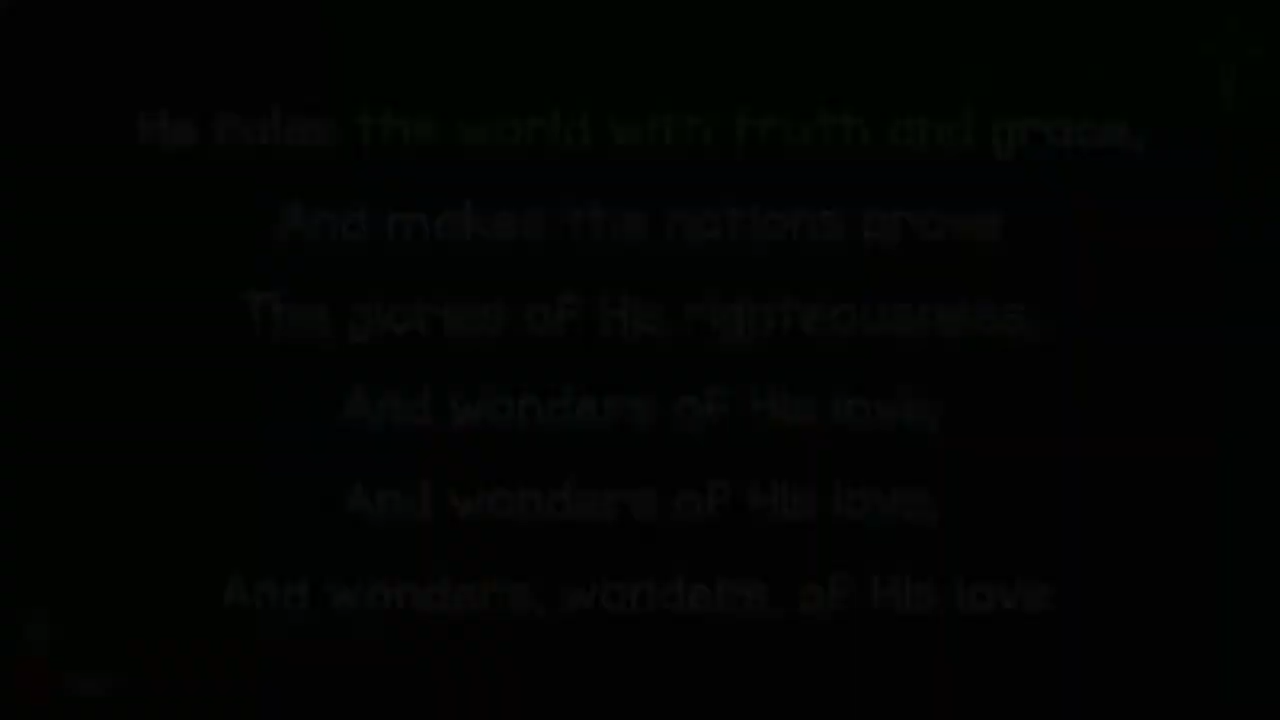 He rules the world with truth and grace,
And makes the nations prove
The glories of His righteousness,
And wonders of His love,
And wonders of His love,
And wonders, wonders, of His love.